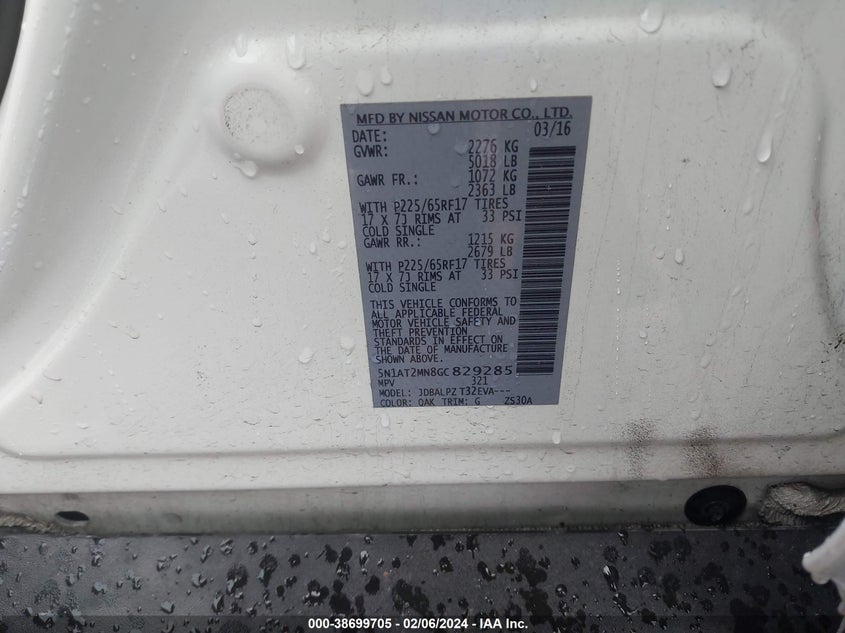 MFD BY NISSAN MOTOR CO., LTD.
DATE: 03/16
GVWR: 2276 KG
5018 LB
GAWR FR.: 1072 KG
2363 LB
WITH P225/65RF17 TIRES
17 X 7J RIMS AT 33 PSI
COLD SINGLE
GAWR RR.: 1215 KG
2679 LB
WITH P225/65RF17 TIRES
17 X 7J RIMS AT 33 PSI
COLD SINGLE
THIS VEHICLE CONFORMS TO
ALL APPLICABLE FEDERAL
MOTOR VEHICLE SAFETY AND
THEFT PREVENTION
STANDARDS IN EFFECT ON
THE DATE OF MANUFACTURE
SHOWN ABOVE.
5N1AT2MN8GC829285
MPV 321
MODEL: JDBALPZ T32EVA---
COLOR: QAK TRIM: G ZS30A
000-38699705 - 02/06/2024 - IAA Inc.